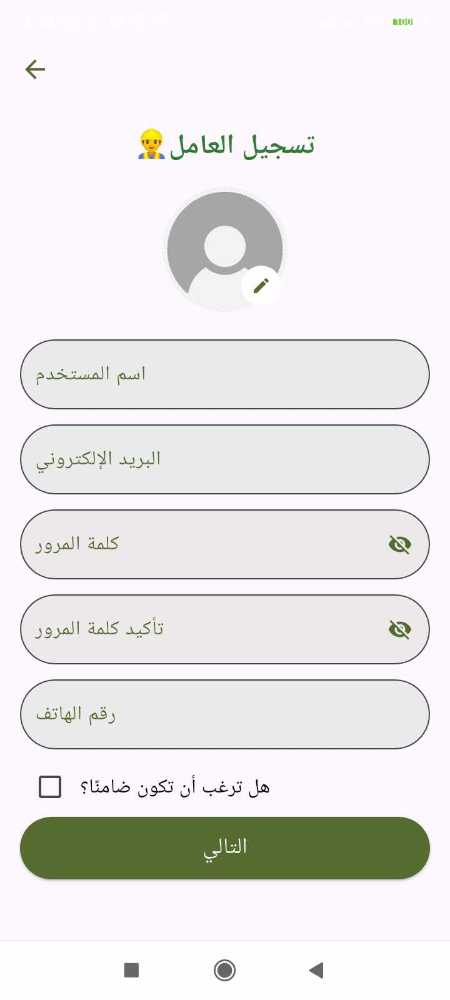 100
تسجيل العامل👷
اسم المستخدم
البريد الإلكتروني
كلمة المرور
تأكيد كلمة المرور
رقم الهاتف
هل ترغب أن تكون ضامنًا؟
التالي